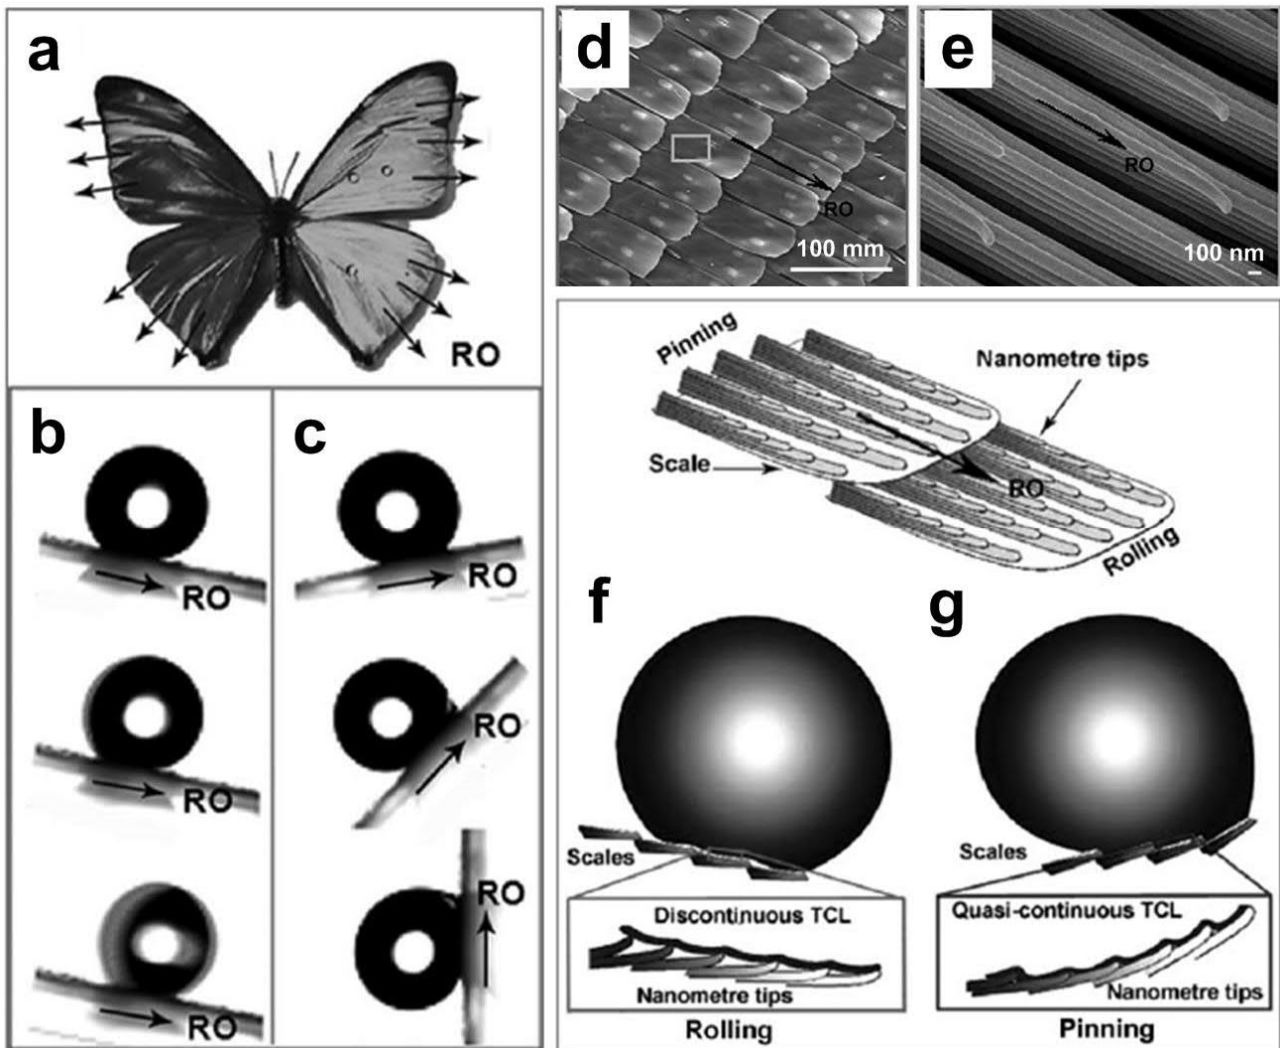 a
RO
b
RO
RO
RO
c
RO
RO
RO
d
RO
100 mm
e
RO
100 nm
Pinning
Nanometre tips
Scale
RO
Rolling
f
Scales
Discontinuous TCL
Nanometre tips
Rolling
g
Scales
Quasi-continuous TCL
Nanometre tips
Pinning